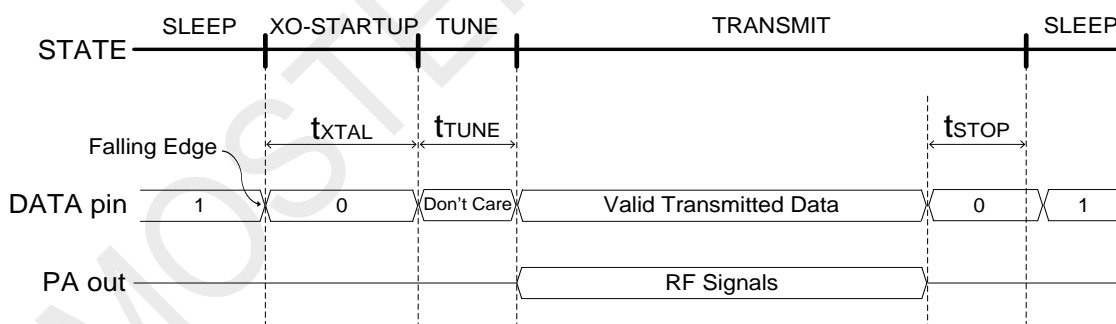 SLEEP XO-STARTUP TUNE TRANSMIT SLEEP
STATE
tXTAL tTUNE tSTOP
Falling Edge
DATA pin 1 0 Don't Care Valid Transmitted Data 0 1
PA out RF Signals